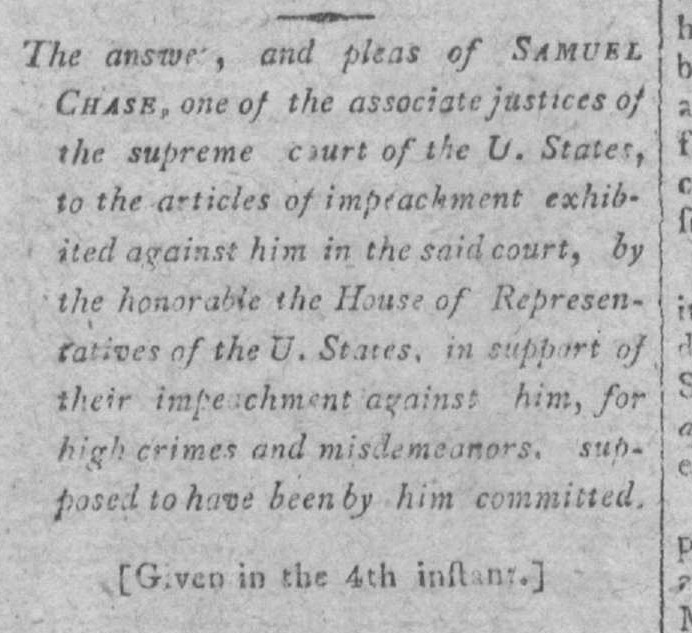 The answer, and pleas of SAMUEL
CHASE, one of the associate justices of
the supreme court of the U. States,
to the articles of impeachment exhib-
ited against him in the said court, by
the honorable the House of Represen-
tatives of the U. States, in support of
their impeachment against him, for
high crimes and misdemeanors, sup-
posed to have been by him committed.
[Given in the 4th inſtant.]